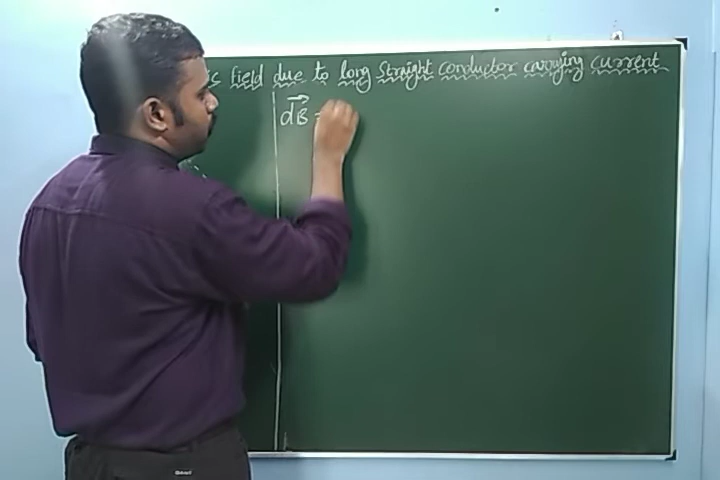 field due to long straight conductor carrying current
dB =